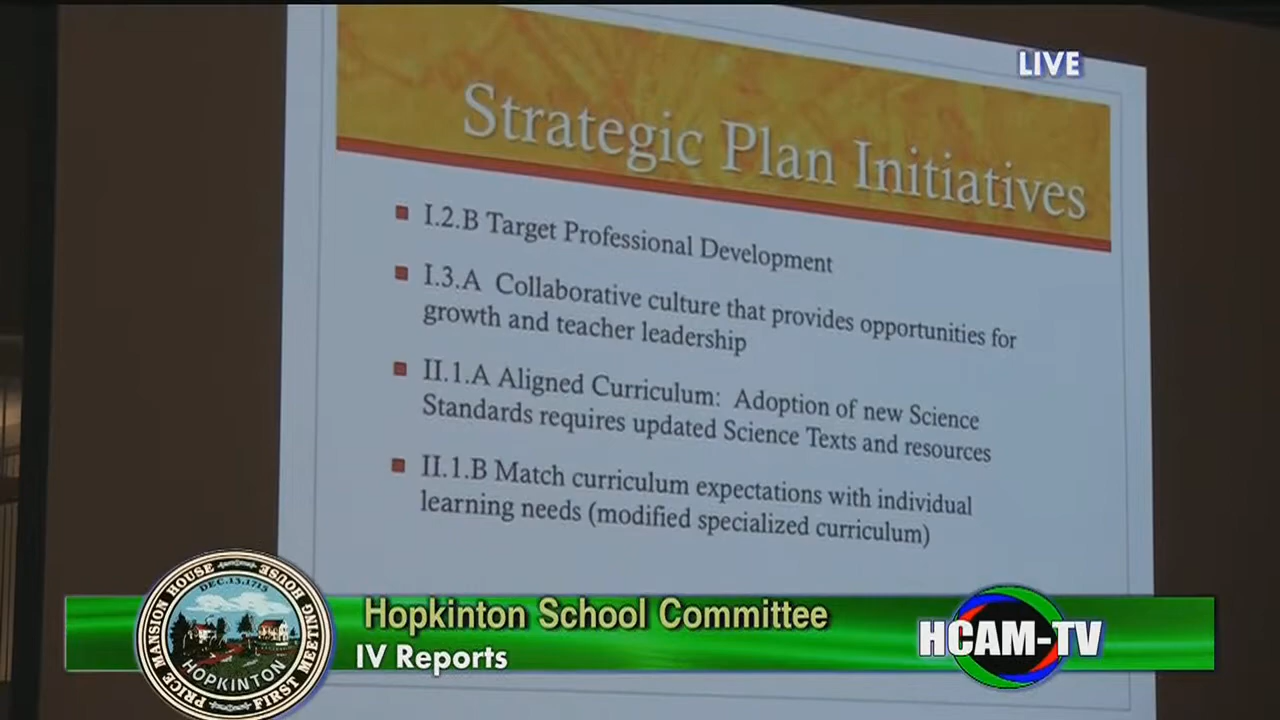 LIVE
Strategic Plan Initiatives
I.2.B Target Professional Development
I.3.A Collaborative culture that provides opportunities for
growth and teacher leadership
II.1.A Aligned Curriculum: Adoption of new Science
Standards requires updated Science Texts and resources
II.1.B Match curriculum expectations with individual
learning needs (modified specialized curriculum)
Hopkinton School Committee
IV Reports
HCAM-TV
PRICE MANSION HOUSE
HOUSE
FIRST MEETING
DEC.13,1715
HOPKINTON